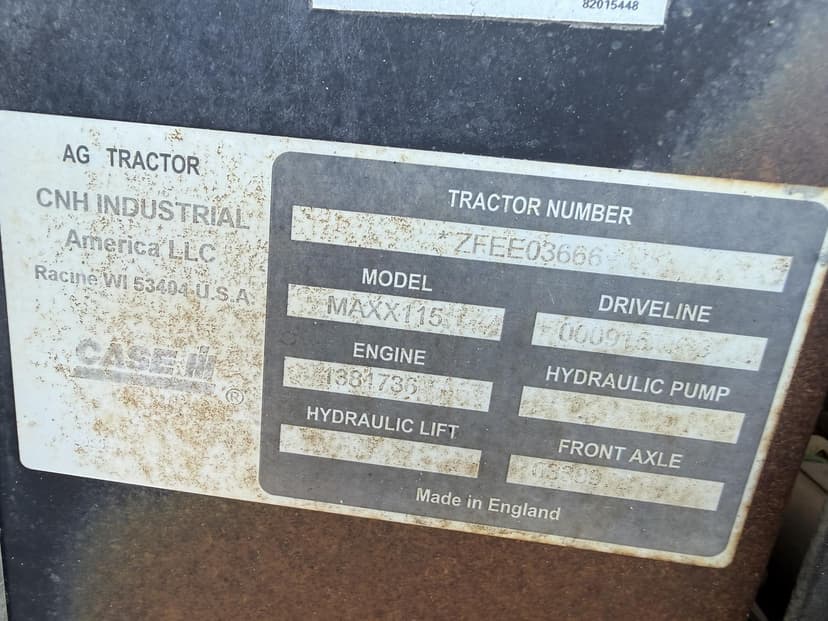 82015448
AG TRACTOR
CNH INDUSTRIAL
America LLC
Racine WI 53404 U.S.A
CASE IH
®
TRACTOR NUMBER
*ZFEE03666*
MODEL
MAXX115
DRIVELINE
ENGINE
HYDRAULIC PUMP
HYDRAULIC LIFT
FRONT AXLE
Made in England